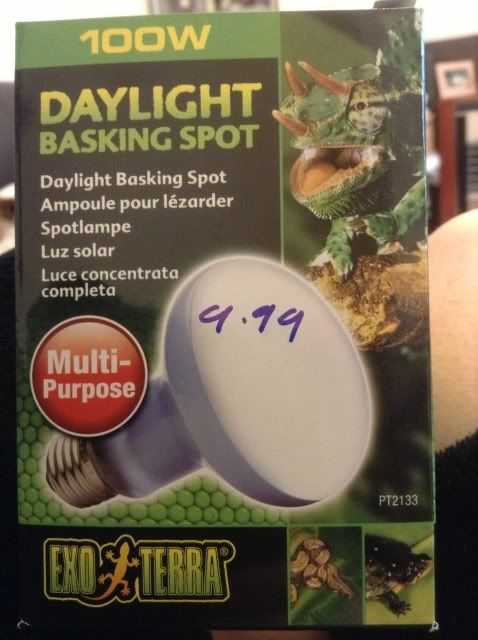 100W
DAYLIGHT
BASKING SPOT
Daylight Basking Spot
Ampoule pour lézarder
Spotlampe
Luz solar
Luce concentrata
completa
9.99
Multi-
Purpose
PT2133
EXO TERRA®